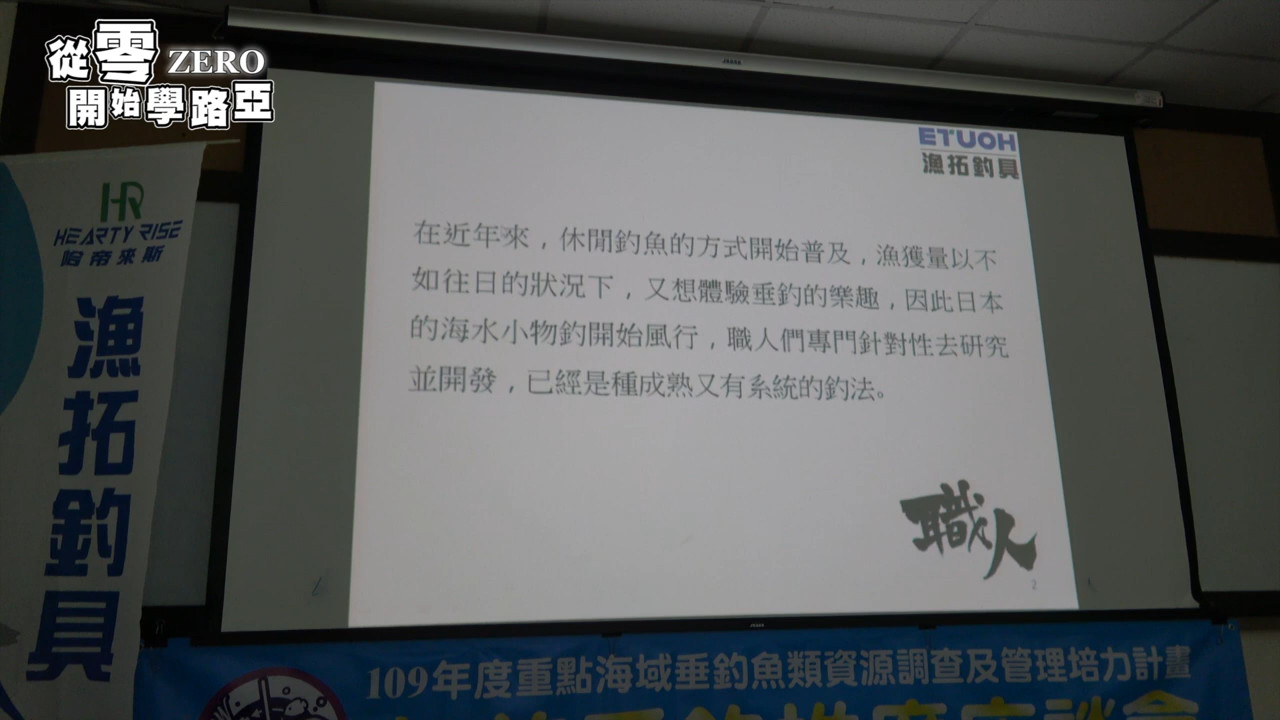 從零ZERO
開始學路亞
HR
HEARTY RISE
哈帝來斯
漁拓釣具
ETUOH
漁拓釣具
在近年來，休閒釣魚的方式開始普及，漁獲量以不
如往日的狀況下，又想體驗垂釣的樂趣，因此日本
的海水小物釣開始風行，職人們專門針對性去研究
並開發，已經是種成熟又有系統的釣法。
職人
2
109年度重點海域垂釣魚類資源調查及管理培力計畫